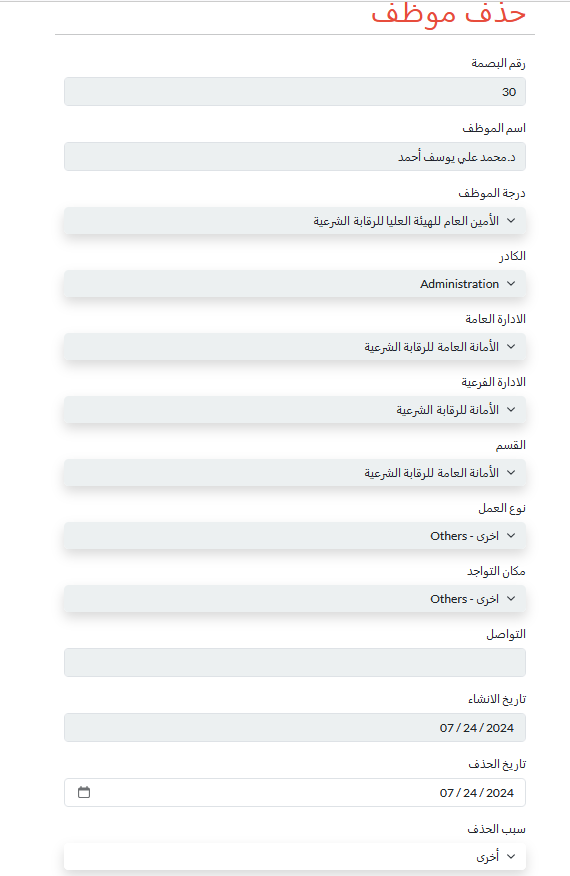 حذف موظف
رقم البصمة
30
اسم الموظف
د.محمد علي يوسف أحمد
درجة الموظف
الأمين العام للهيئة العليا للرقابة الشرعية
الكادر
Administration
الادارة العامة
الأمانة العامة للرقابة الشرعية
الادارة الفرعية
الأمانة للرقابة الشرعية
القسم
الأمانة العامة للرقابة الشرعية
نوع العمل
اخرى - Others
مكان التواجد
اخرى - Others
التواصل
تاريخ الانشاء
07 / 24 / 2024
تاريخ الحذف
07 / 24 / 2024
سبب الحذف
أخرى